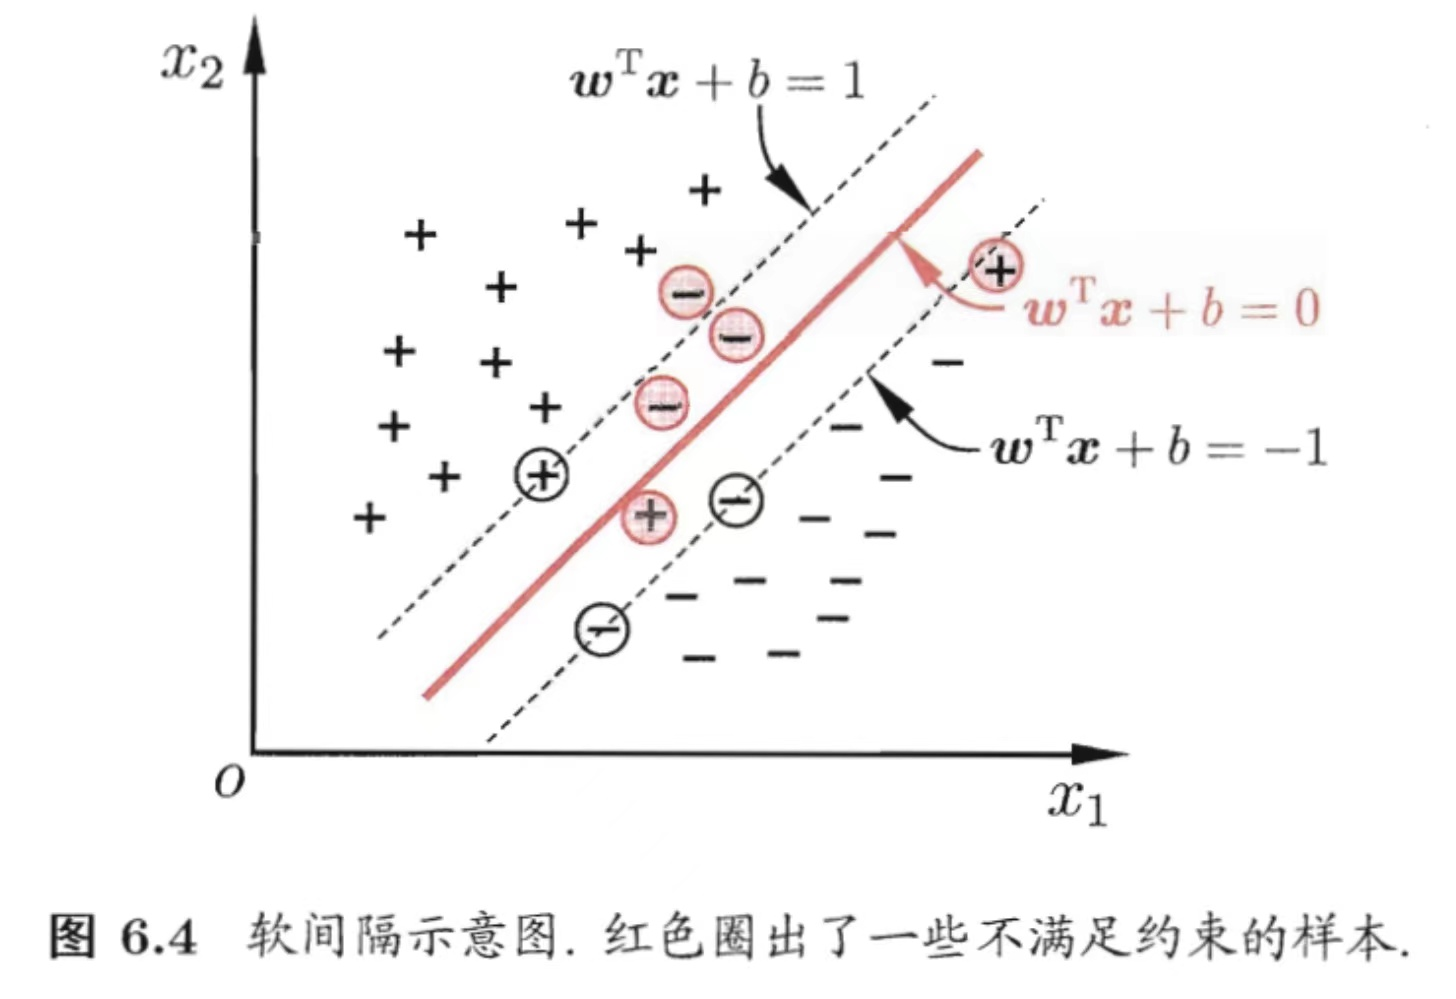 x₂
𝒘ᵀ𝒙 + b = 1
𝒘ᵀ𝒙 + b = 0
𝒘ᵀ𝒙 + b = −1
O
x₁
图 6.4 软间隔示意图. 红色圈出了一些不满足约束的样本.